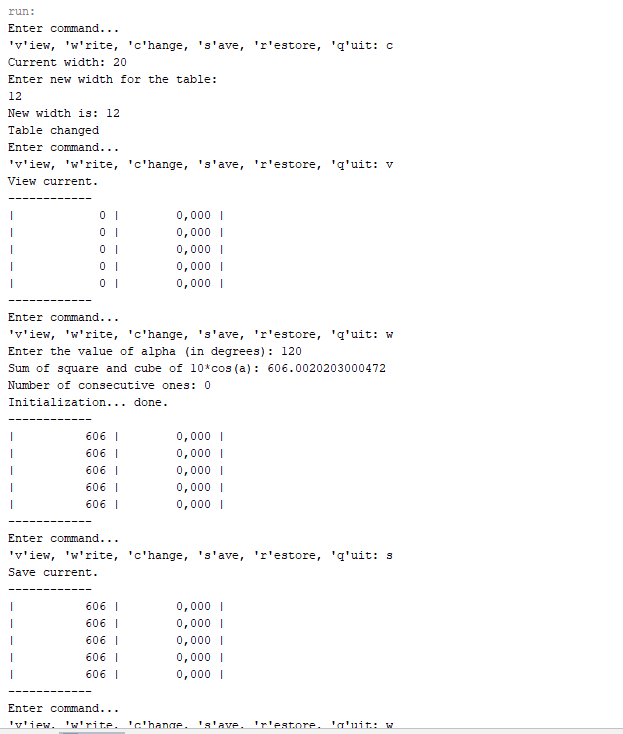 run:
Enter command...
'v'iew, 'w'rite, 'c'hange, 's'ave, 'r'estore, 'q'uit: c
Current width: 20
Enter new width for the table:
12
New width is: 12
Table changed
Enter command...
'v'iew, 'w'rite, 'c'hange, 's'ave, 'r'estore, 'q'uit: v
View current.
------------
|            0 |        0,000 |
|            0 |        0,000 |
|            0 |        0,000 |
|            0 |        0,000 |
|            0 |        0,000 |
------------
Enter command...
'v'iew, 'w'rite, 'c'hange, 's'ave, 'r'estore, 'q'uit: w
Enter the value of alpha (in degrees): 120
Sum of square and cube of 10*cos(a): 606.0020203000472
Number of consecutive ones: 0
Initialization... done.
------------
|          606 |        0,000 |
|          606 |        0,000 |
|          606 |        0,000 |
|          606 |        0,000 |
|          606 |        0,000 |
------------
Enter command...
'v'iew, 'w'rite, 'c'hange, 's'ave, 'r'estore, 'q'uit: s
Save current.
------------
|          606 |        0,000 |
|          606 |        0,000 |
|          606 |        0,000 |
|          606 |        0,000 |
|          606 |        0,000 |
------------
Enter command...
'v'iew, 'w'rite, 'c'hange, 's'ave, 'r'estore, 'q'uit: w